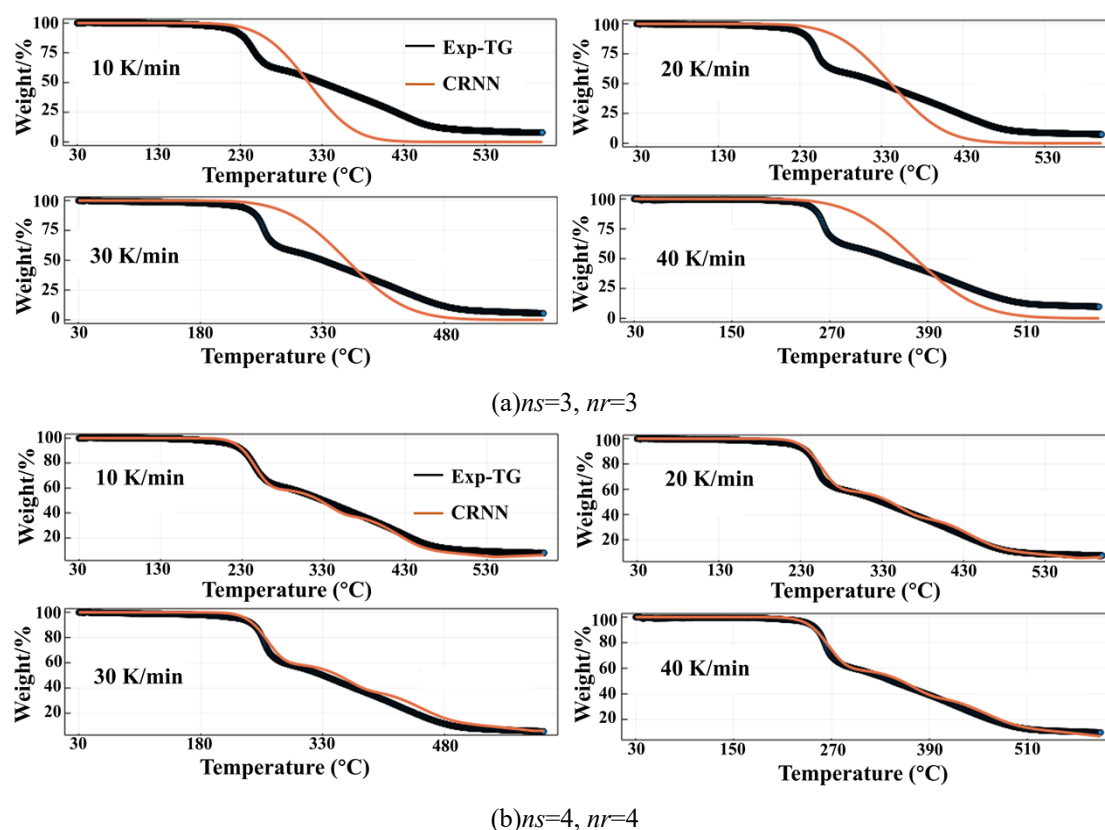 100
75
50
25
0
Weight/%
10 K/min
Exp-TG
CRNN
30 130 230 330 430 530
Temperature (°C)
100
75
50
25
0
Weight/%
20 K/min
30 130 230 330 430 530
Temperature (°C)
100
75
50
25
0
Weight/%
30 K/min
30 180 330 480
Temperature (°C)
100
75
50
25
0
Weight/%
40 K/min
30 150 270 390 510
Temperature (°C)
(a)ns=3, nr=3
100
80
60
40
20
Weight/%
10 K/min
Exp-TG
CRNN
30 130 230 330 430 530
Temperature (°C)
100
80
60
40
20
Weight/%
20 K/min
30 130 230 330 430 530
Temperature (°C)
100
80
60
40
20
Weight/%
30 K/min
30 180 330 480
Temperature (°C)
100
80
60
40
20
Weight/%
40 K/min
30 150 270 390 510
Temperature (°C)
(b)ns=4, nr=4